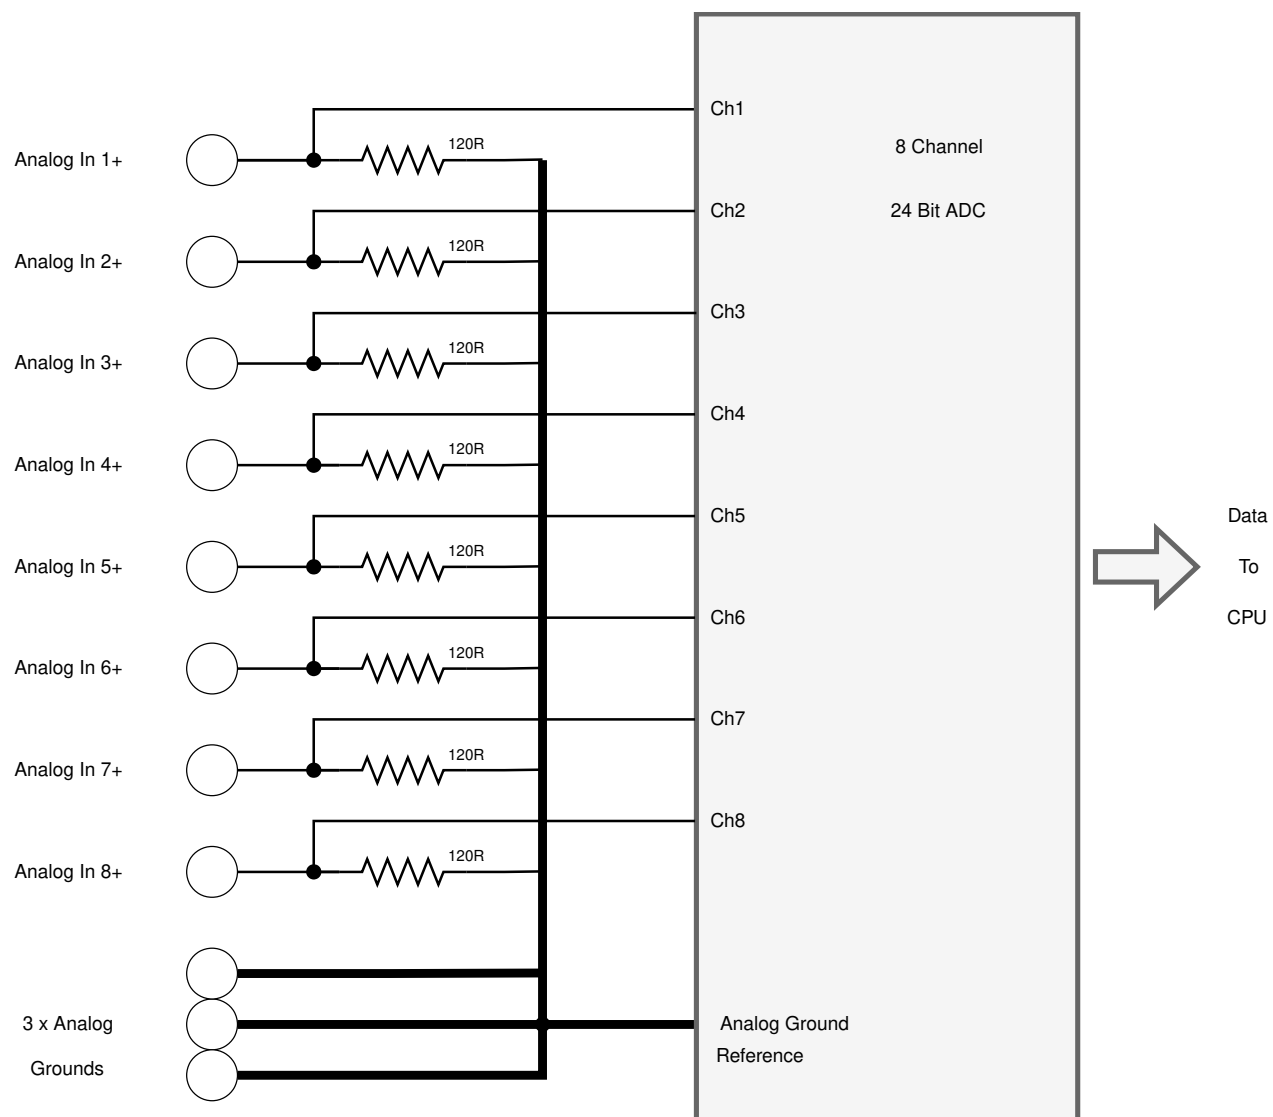 Ch1
8 Channel
120R
Analog In 1+
Ch2
24 Bit ADC
120R
Analog In 2+
Ch3
120R
Analog In 3+
Ch4
120R
Analog In 4+
Ch5
Data
120R
Analog In 5+
To
Ch6
CPU
120R
Analog In 6+
Ch7
120R
Analog In 7+
Ch8
120R
Analog In 8+
3 x Analog
Grounds
Analog Ground
Reference